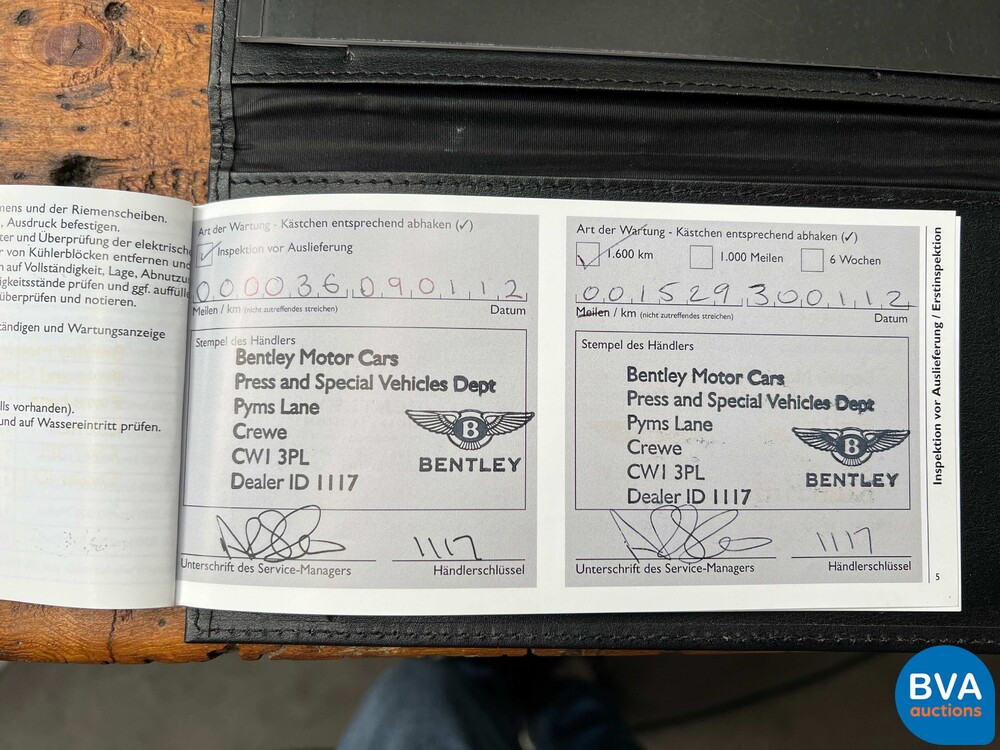 mens und der Riemenscheiben.
, Ausdruck befestigen.
ter und Überprüfung der elektrische
r von Kühlerblöcken entfernen und
n auf Vollständigkeit, Lage, Abnutzu
igkeitsstände prüfen und ggf. auffülle
überprüfen und notieren.
tändigen und Wartungsanzeige
lls vorhanden).
und auf Wassereintritt prüfen.
Art der Wartung - Kästchen entsprechend abhaken (✓)
✓ Inspektion vor Auslieferung
000036 090112
Meilen / km (nicht zutreffendes streichen) Datum
Stempel des Händlers
Bentley Motor Cars
Press and Special Vehicles Dept
Pyms Lane
Crewe
CW1 3PL
Dealer ID 1117
B
BENTLEY
1117
Unterschrift des Service-Managers Händlerschlüssel
Art der Wartung - Kästchen entsprechend abhaken (✓)
✓ 1.600 km 1.000 Meilen 6 Wochen
001529 300112
Meilen / km (nicht zutreffendes streichen) Datum
Stempel des Händlers
Bentley Motor Cars
Press and Special Vehicles Dept
Pyms Lane
Crewe
CW1 3PL
Dealer ID 1117
B
BENTLEY
1117
Unterschrift des Service-Managers Händlerschlüssel
Inspektion vor Auslieferung / Erstinspektion
5
BVA
auctions